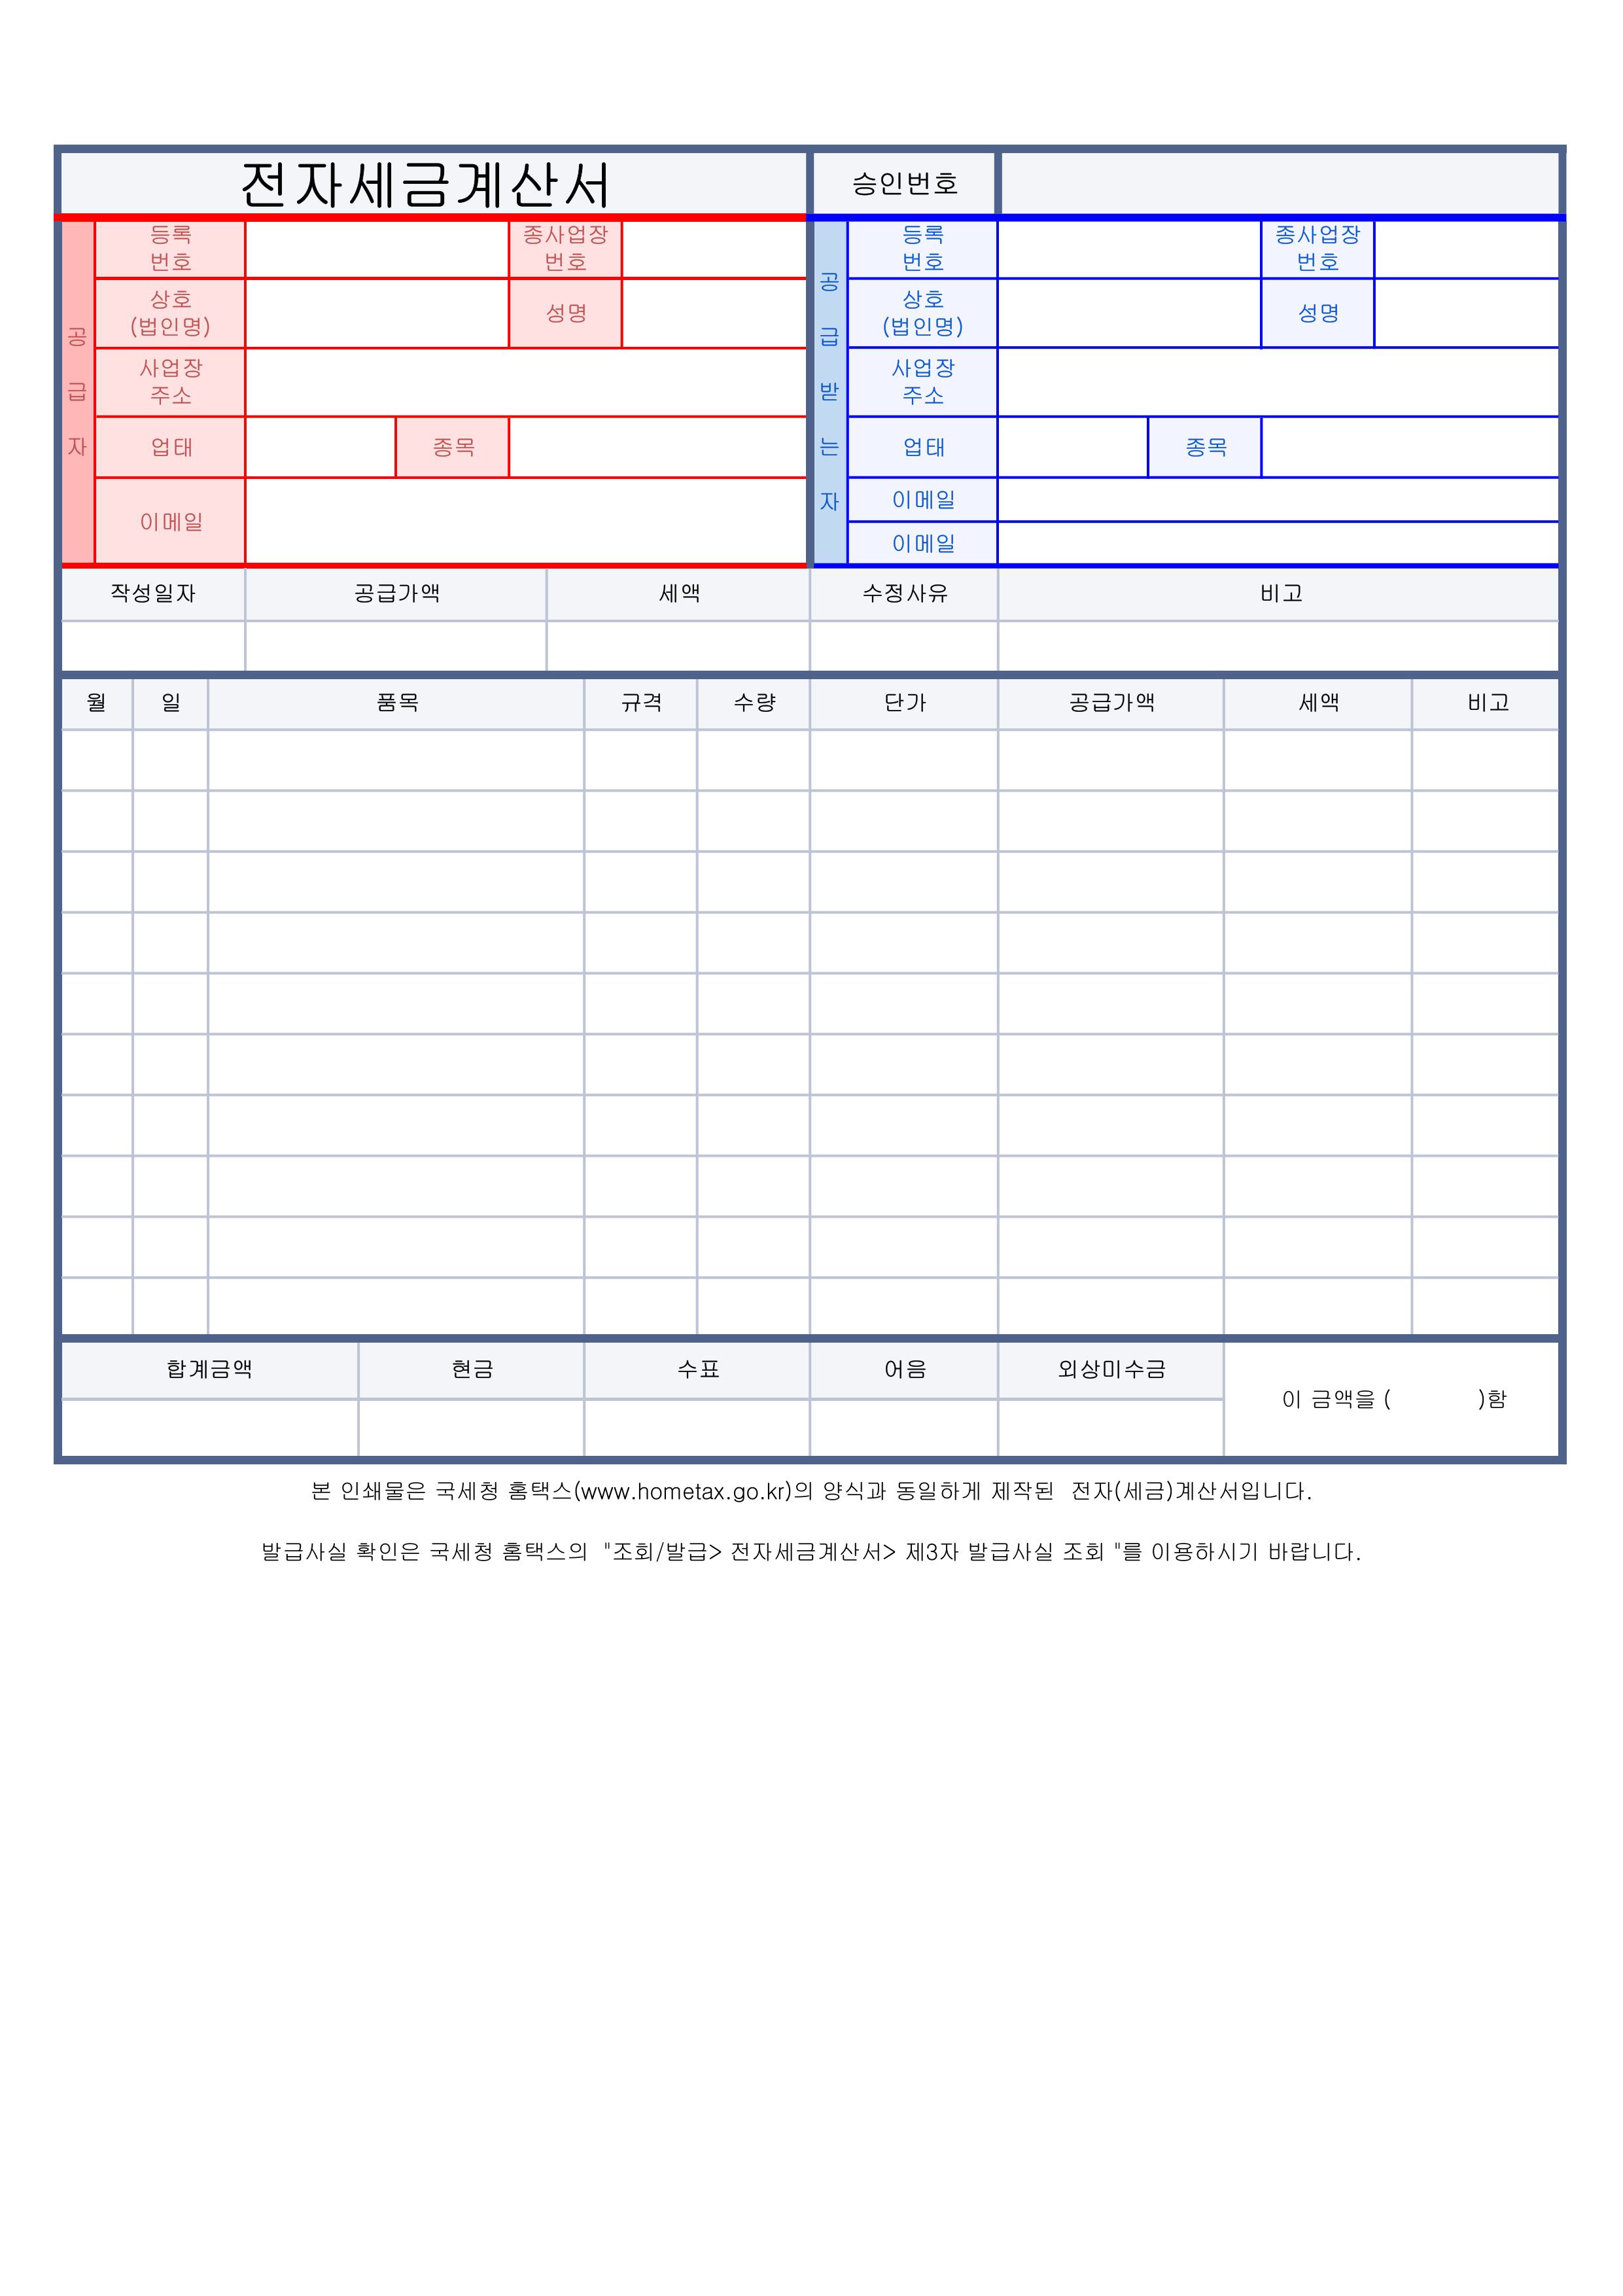 전자세금계산서 승인번호
공급자
등록
번호
종사업장
번호
상호
(법인명)
성명
사업장
주소
업태 종목
이메일
공급받는자
등록
번호
종사업장
번호
상호
(법인명)
성명
사업장
주소
업태 종목
이메일
이메일
작성일자 공급가액 세액 수정사유 비고
월 일 품목 규격 수량 단가 공급가액 세액 비고
합계금액 현금 수표 어음 외상미수금
이 금액을 ( )함
본 인쇄물은 국세청 홈택스(www.hometax.go.kr)의 양식과 동일하게 제작된 전자(세금)계산서입니다.
발급사실 확인은 국세청 홈택스의 "조회/발급> 전자세금계산서> 제3자 발급사실 조회 "를 이용하시기 바랍니다.